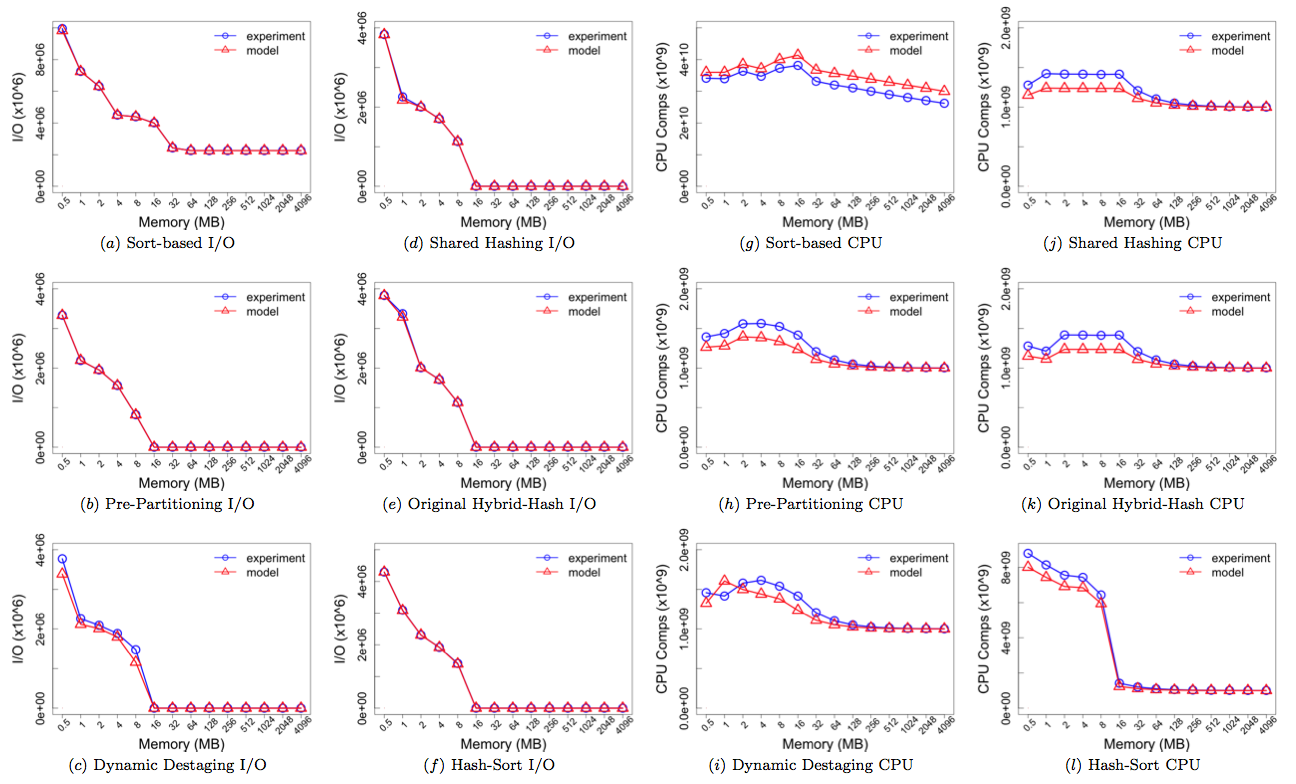 experiment
model
I/O (x10^6)
8e+06
4e+06
0e+00
0.5 1 2 4 8 16 32 64 128 256 512 1024 2048 4096
Memory (MB)
(a) Sort-based I/O
experiment
model
I/O (x10^6)
4e+06
2e+06
0e+00
0.5 1 2 4 8 16 32 64 128 256 512 1024 2048 4096
Memory (MB)
(d) Shared Hashing I/O
experiment
model
CPU Comps (x10^9)
4e+10
2e+10
0e+00
0.5 1 2 4 8 16 32 64 128 256 512 1024 2048 4096
Memory (MB)
(g) Sort-based CPU
experiment
model
CPU Comps (x10^9)
2.0e+09
1.0e+09
0.0e+00
0.5 1 2 4 8 16 32 64 128 256 512 1024 2048 4096
Memory (MB)
(j) Shared Hashing CPU
experiment
model
I/O (x10^6)
4e+06
2e+06
0e+00
0.5 1 2 4 8 16 32 64 128 256 512 1024 2048 4096
Memory (MB)
(b) Pre-Partitioning I/O
experiment
model
I/O (x10^6)
4e+06
2e+06
0e+00
0.5 1 2 4 8 16 32 64 128 256 512 1024 2048 4096
Memory (MB)
(e) Original Hybrid-Hash I/O
experiment
model
CPU Comps (x10^9)
2.0e+09
1.0e+09
0.0e+00
0.5 1 2 4 8 16 32 64 128 256 512 1024 2048 4096
Memory (MB)
(h) Pre-Partitioning CPU
experiment
model
CPU Comps (x10^9)
2.0e+09
1.0e+09
0.0e+00
0.5 1 2 4 8 16 32 64 128 256 512 1024 2048 4096
Memory (MB)
(k) Original Hybrid-Hash CPU
experiment
model
I/O (x10^6)
4e+06
2e+06
0e+00
0.5 1 2 4 8 16 32 64 128 256 512 1024 2048 4096
Memory (MB)
(c) Dynamic Destaging I/O
experiment
model
I/O (x10^6)
4e+06
2e+06
0e+00
0.5 1 2 4 8 16 32 64 128 256 512 1024 2048 4096
Memory (MB)
(f) Hash-Sort I/O
experiment
model
CPU Comps (x10^9)
2.0e+09
1.0e+09
0.0e+00
0.5 1 2 4 8 16 32 64 128 256 512 1024 2048 4096
Memory (MB)
(i) Dynamic Destaging CPU
experiment
model
CPU Comps (x10^9)
8e+09
4e+09
0e+00
0.5 1 2 4 8 16 32 64 128 256 512 1024 2048 4096
Memory (MB)
(l) Hash-Sort CPU